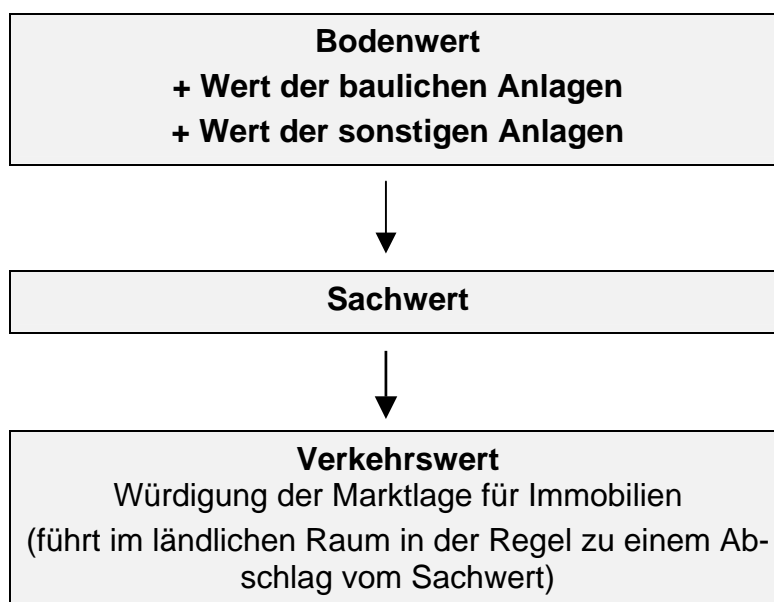 Bodenwert
+ Wert der baulichen Anlagen
+ Wert der sonstigen Anlagen
Sachwert
Verkehrswert
Würdigung der Marktlage für Immobilien
(führt im ländlichen Raum in der Regel zu einem Ab-
schlag vom Sachwert)